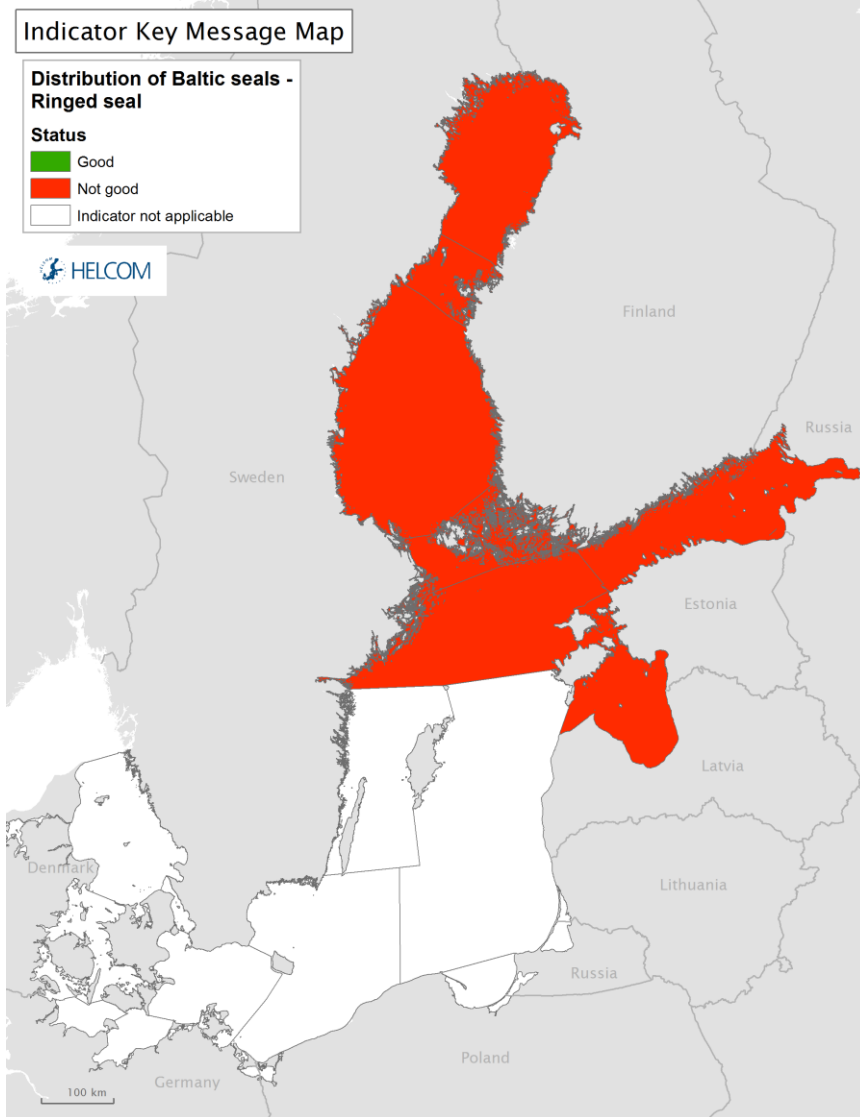 Indicator Key Message Map
Distribution of Baltic seals -
Ringed seal
Status
Good
Not good
Indicator not applicable
HELCOM
Finland
Russia
Sweden
Estonia
Latvia
Denmark
Lithuania
Russia
Poland
Germany
100 km